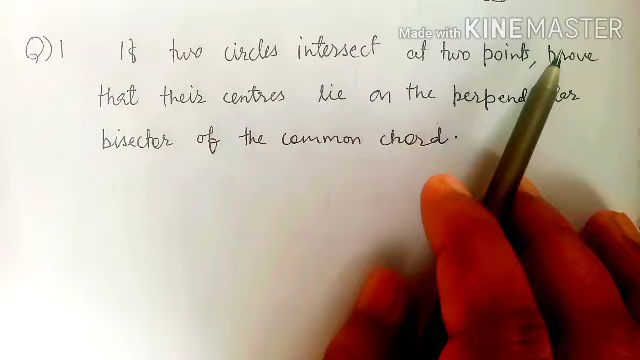 Made with KINEMASTER
Q) 1 If two circles intersect at two points, prove
that their centres lie on the perpendicular
bisector of the common chord.